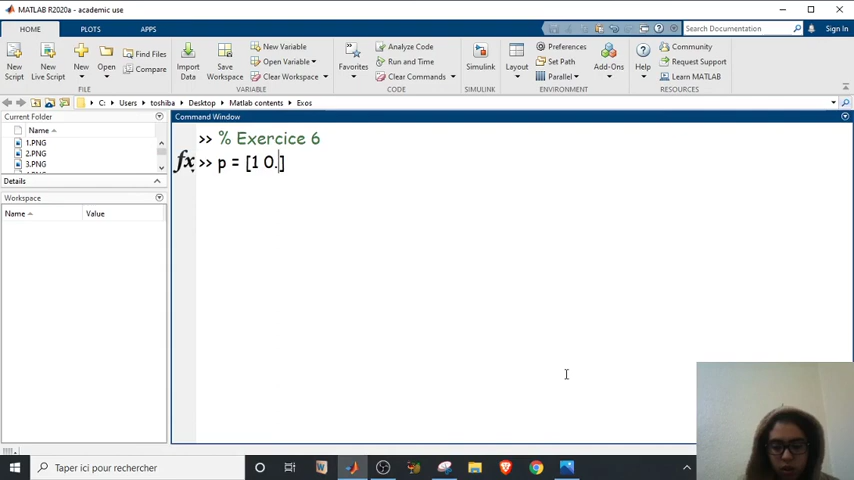 MATLAB R2020a - academic use
HOME PLOTS APPS
Search Documentation
Sign In
New Script
New Live Script
New
Open
Find Files
Compare
FILE
Import Data
Save Workspace
New Variable
Open Variable
Clear Workspace
VARIABLE
Favorites
Analyze Code
Run and Time
Clear Commands
CODE
Simulink
SIMULINK
Layout
Preferences
Set Path
Parallel
Add-Ons
ENVIRONMENT
Help
Community
Request Support
Learn MATLAB
RESOURCES
C: Users toshiba Desktop Matlab contents Exos
Current Folder
Name
1.PNG
2.PNG
3.PNG
Details
Workspace
Name Value
Command Window
>> % Exercice 6
fx >> p = [1 0.]
Taper ici pour rechercher